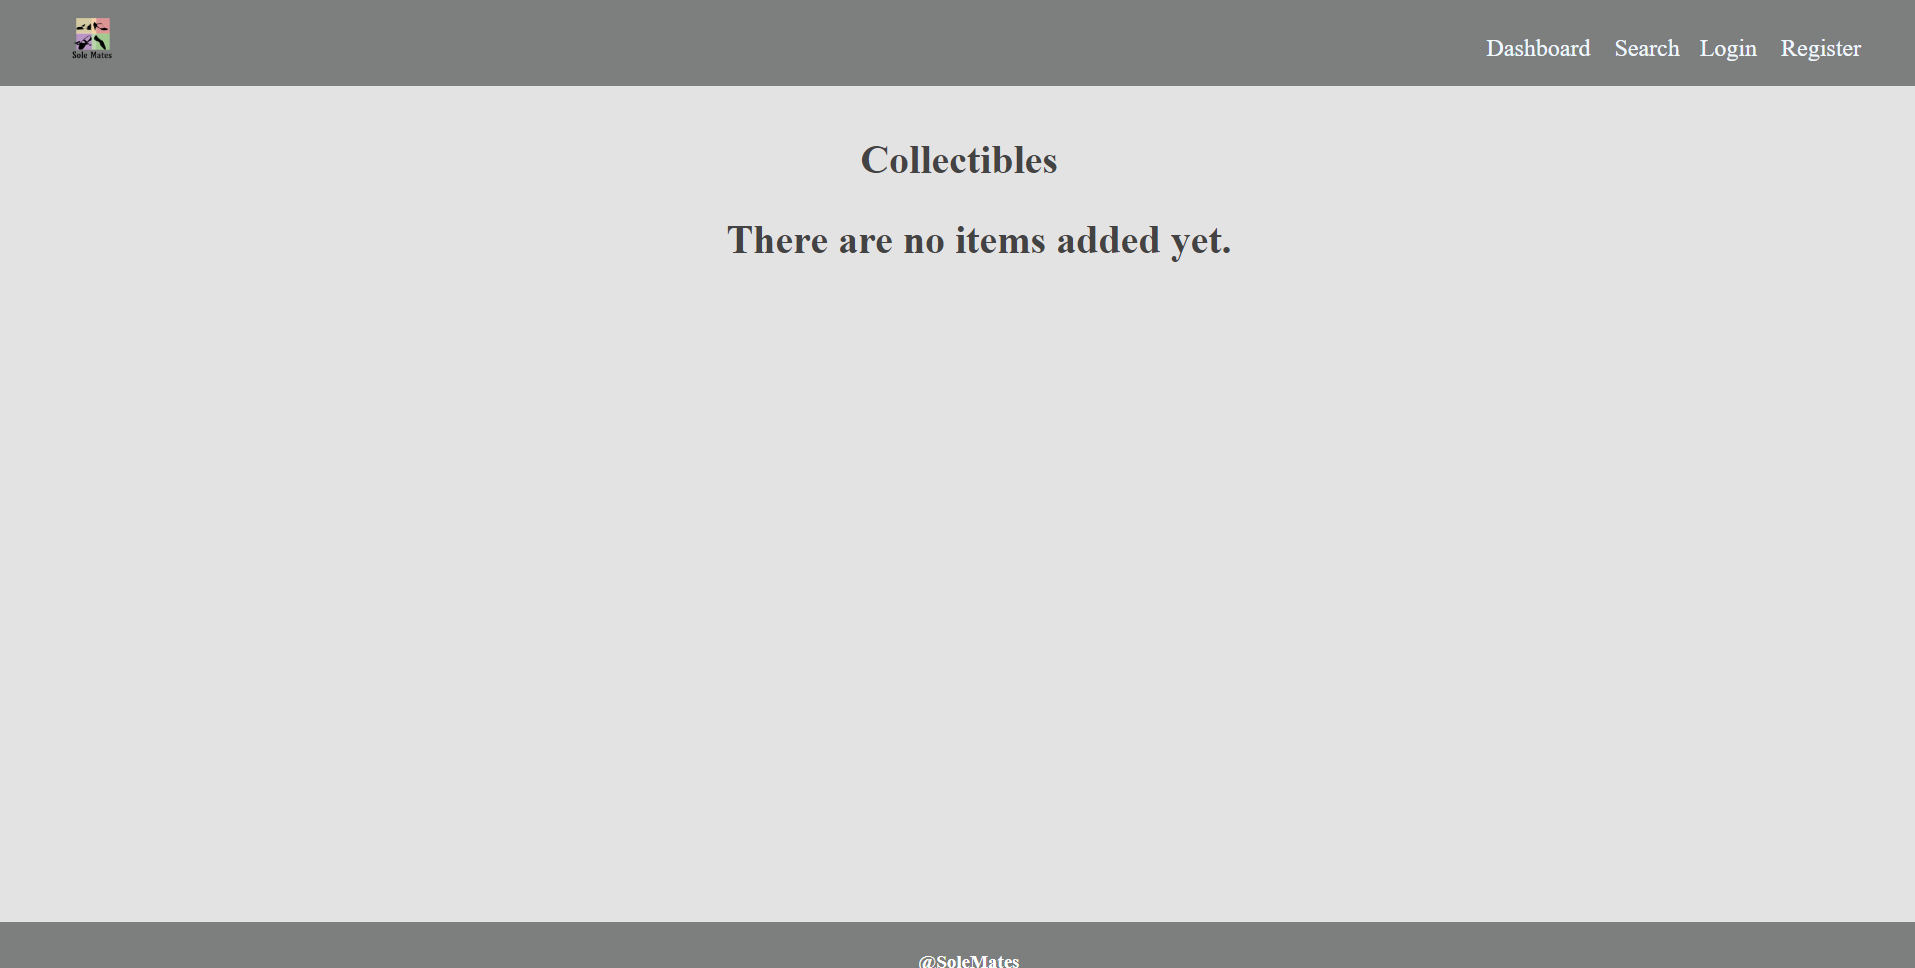 Sole Mates
Dashboard Search Login Register
Collectibles
There are no items added yet.
@SoleMates